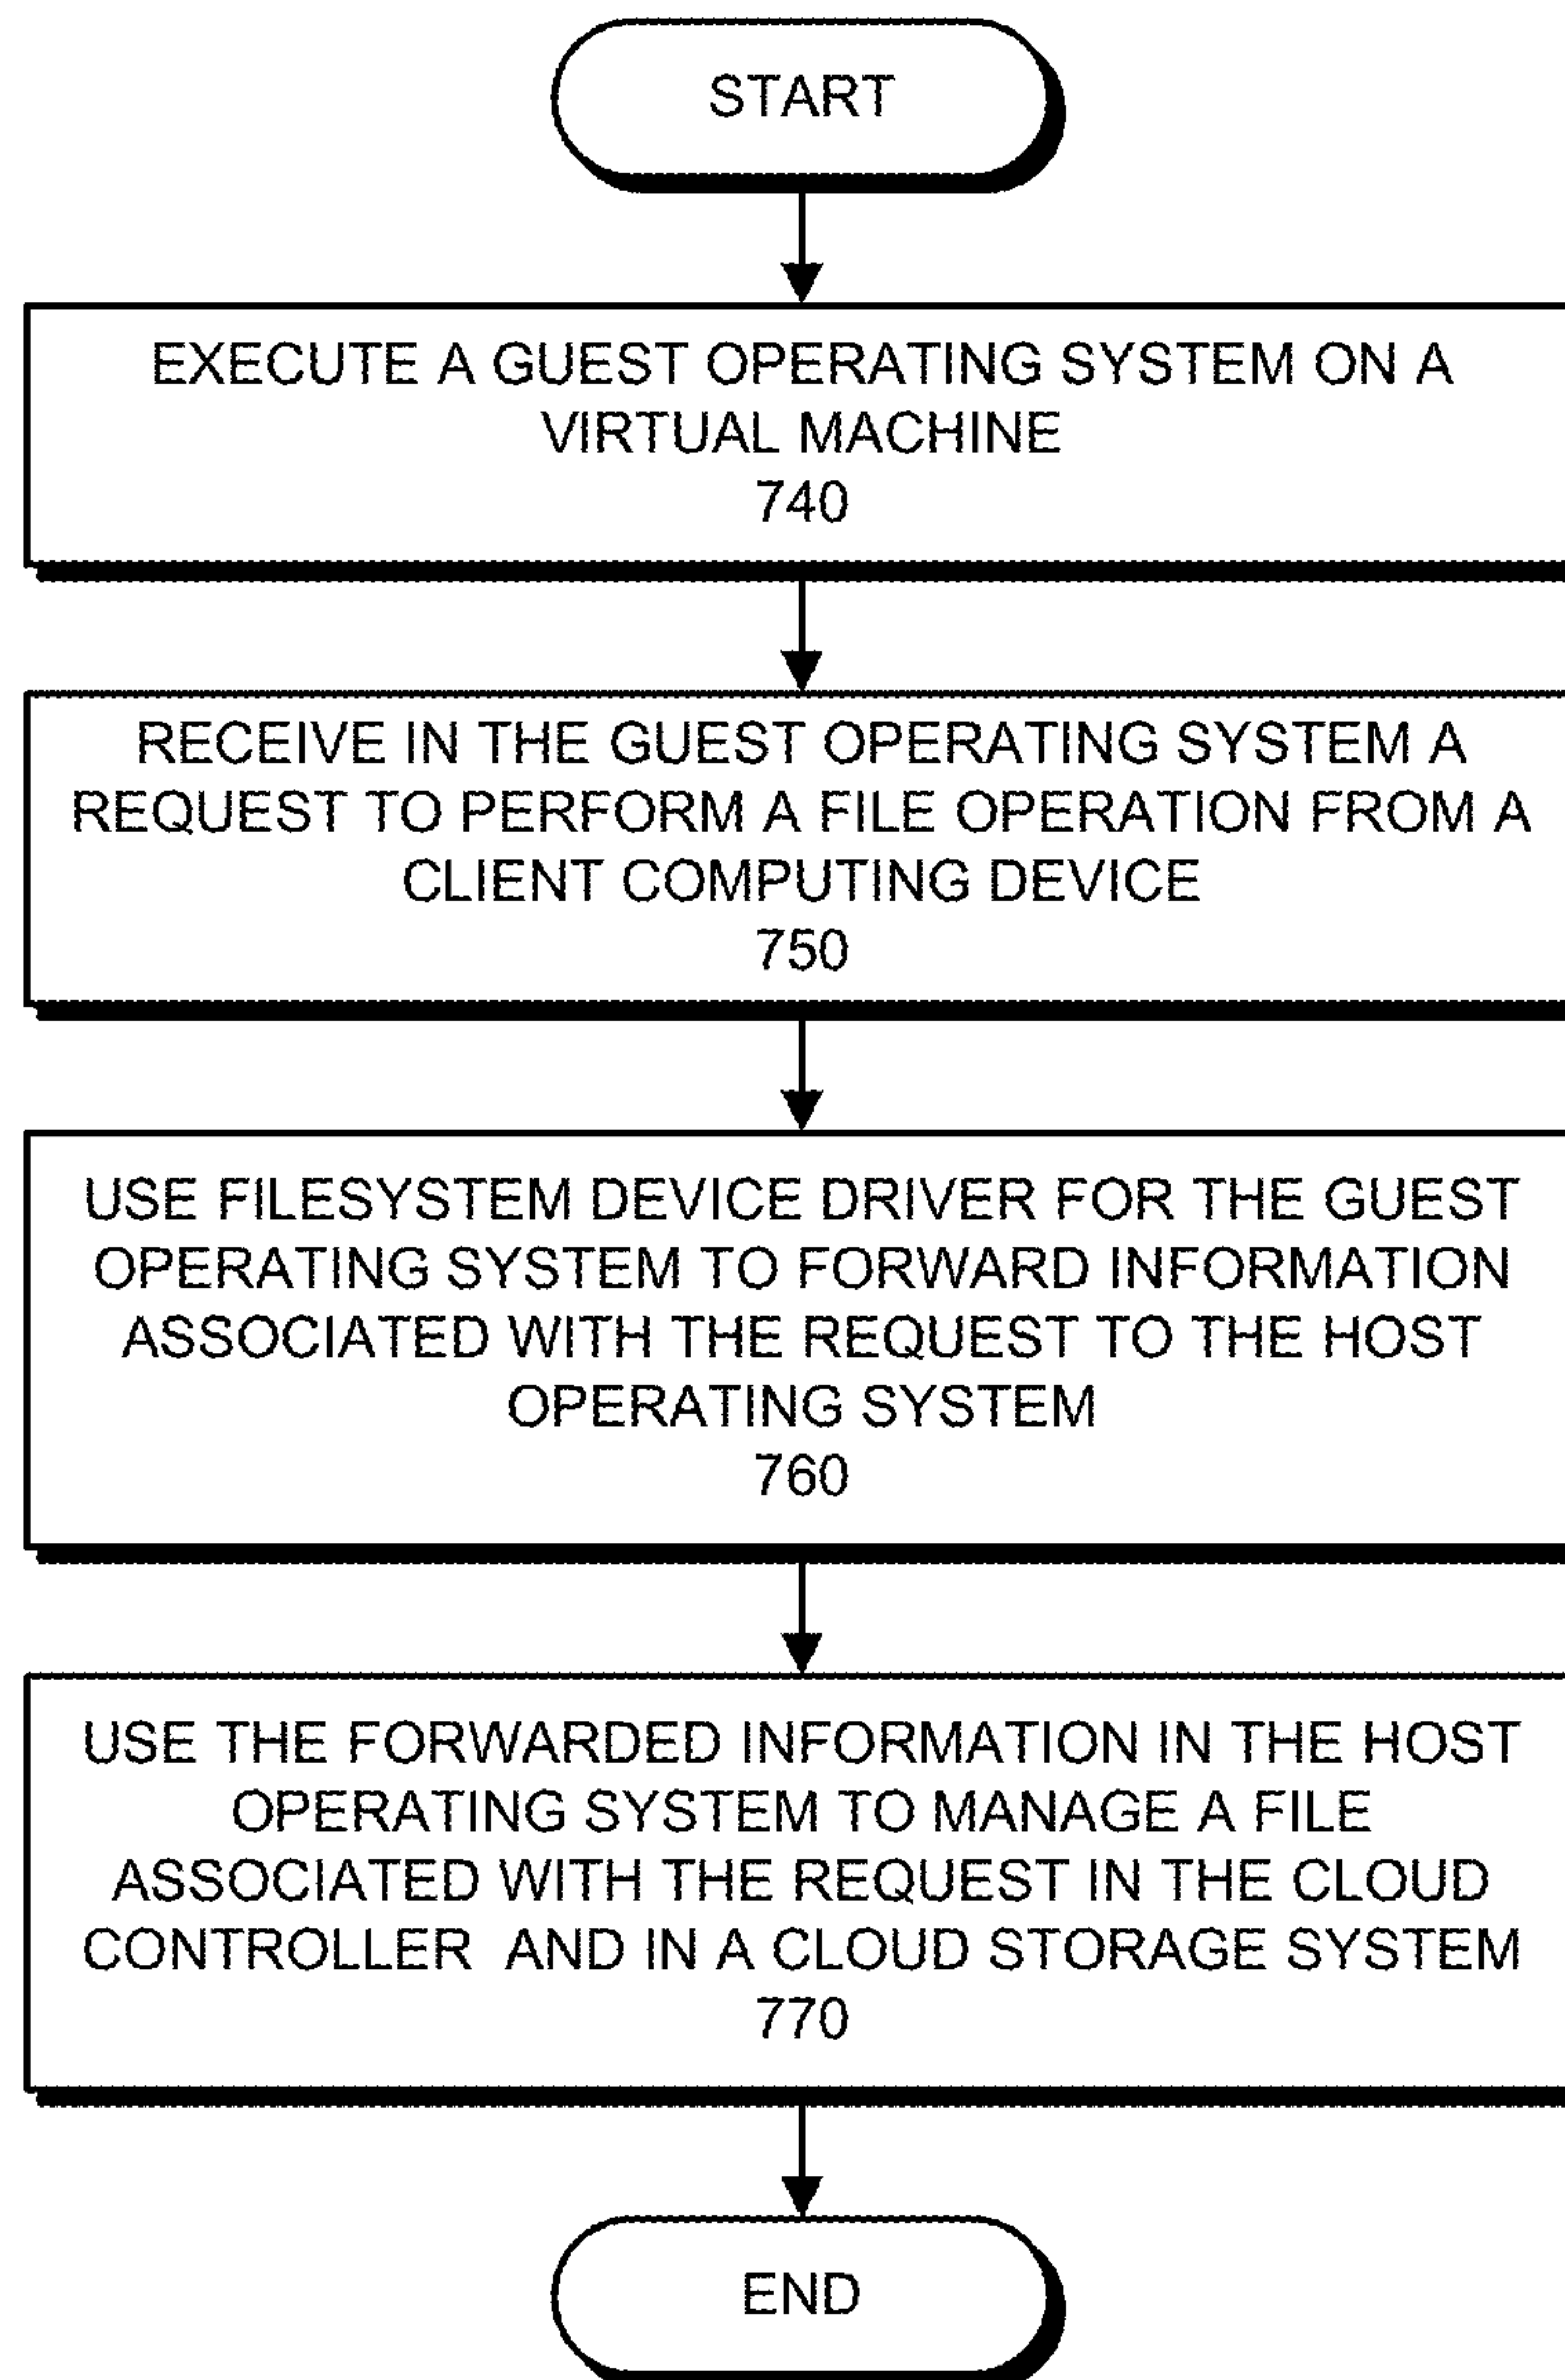 START
EXECUTE A GUEST OPERATING SYSTEM ON A
VIRTUAL MACHINE
740
RECEIVE IN THE GUEST OPERATING SYSTEM A
REQUEST TO PERFORM A FILE OPERATION FROM A
CLIENT COMPUTING DEVICE
750
USE FILESYSTEM DEVICE DRIVER FOR THE GUEST
OPERATING SYSTEM TO FORWARD INFORMATION
ASSOCIATED WITH THE REQUEST TO THE HOST
OPERATING SYSTEM
760
USE THE FORWARDED INFORMATION IN THE HOST
OPERATING SYSTEM TO MANAGE A FILE
ASSOCIATED WITH THE REQUEST IN THE CLOUD
CONTROLLER AND IN A CLOUD STORAGE SYSTEM
770
END